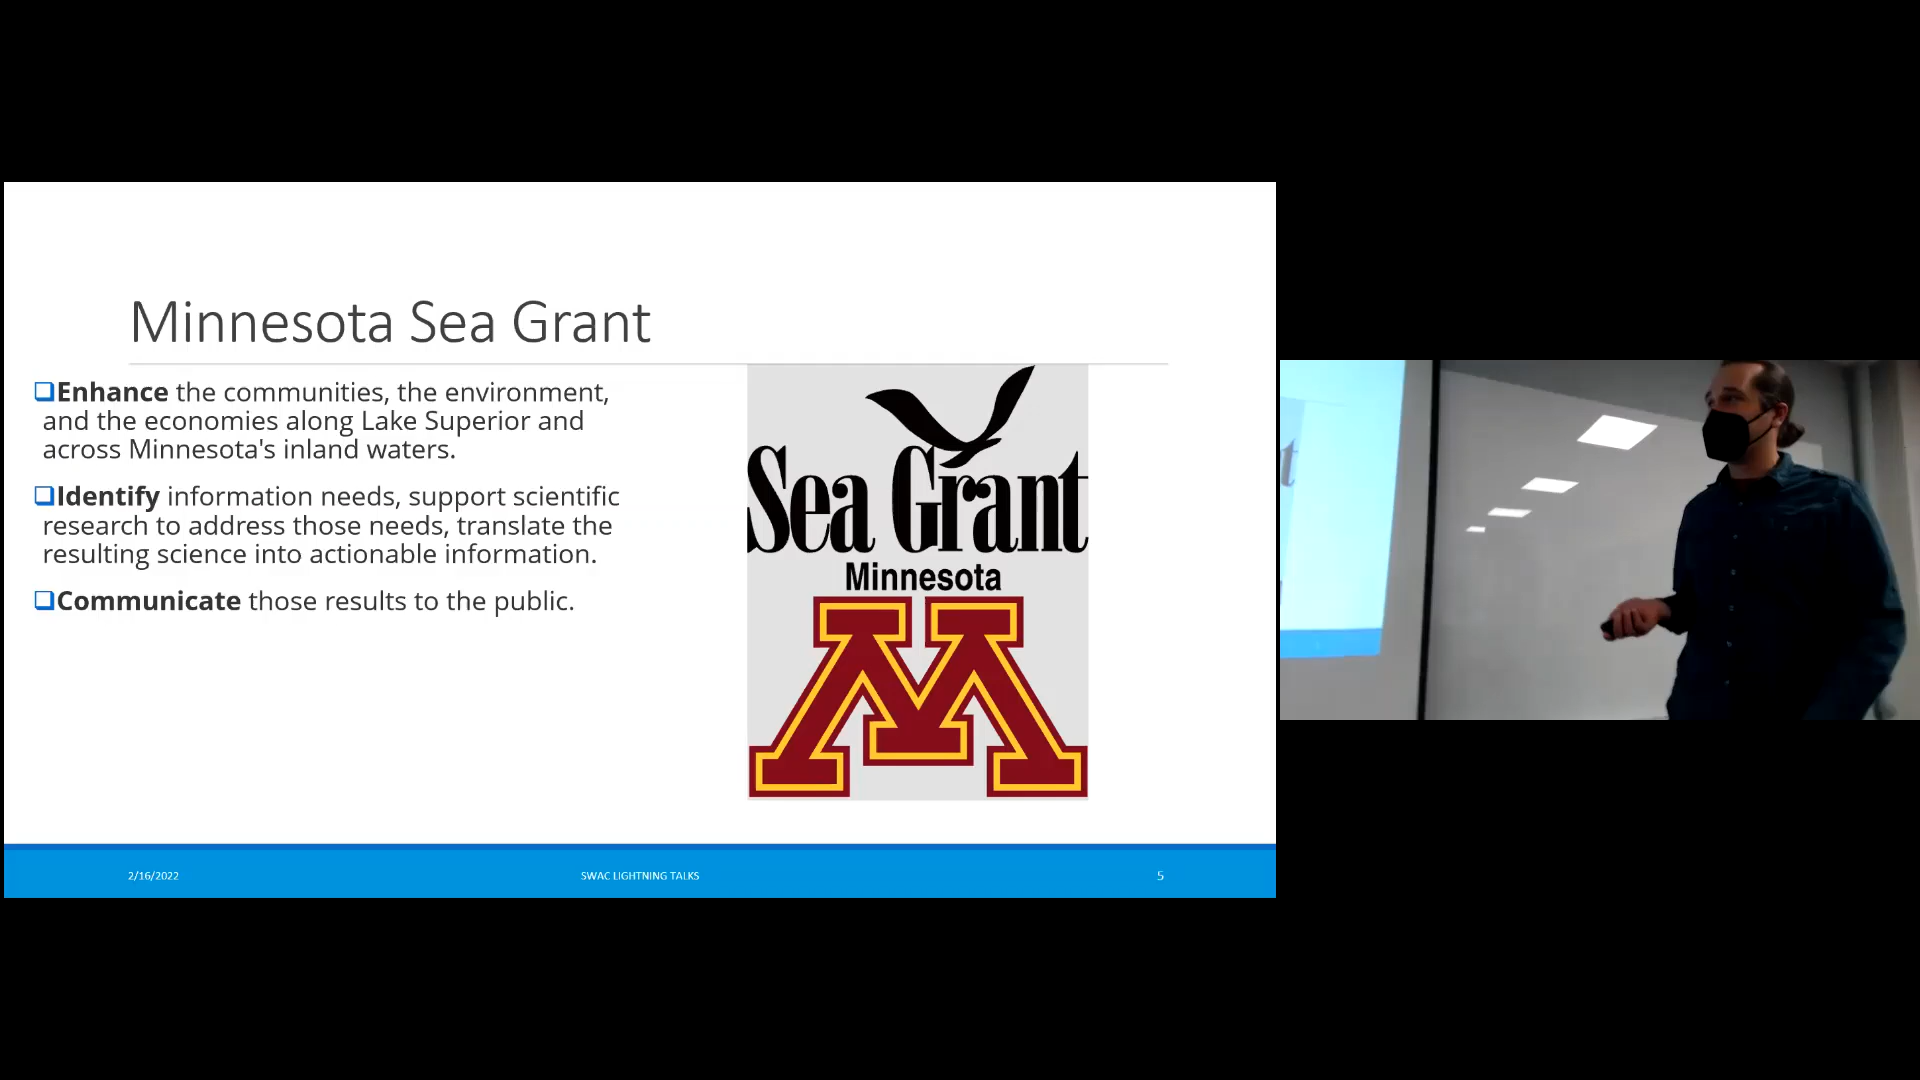 Minnesota Sea Grant
Enhance the communities, the environment,
and the economies along Lake Superior and
across Minnesota's inland waters.
Identify information needs, support scientific
research to address those needs, translate the
resulting science into actionable information.
Communicate those results to the public.
Sea Grant
Minnesota
M
2/16/2022
SWAC LIGHTNING TALKS
5